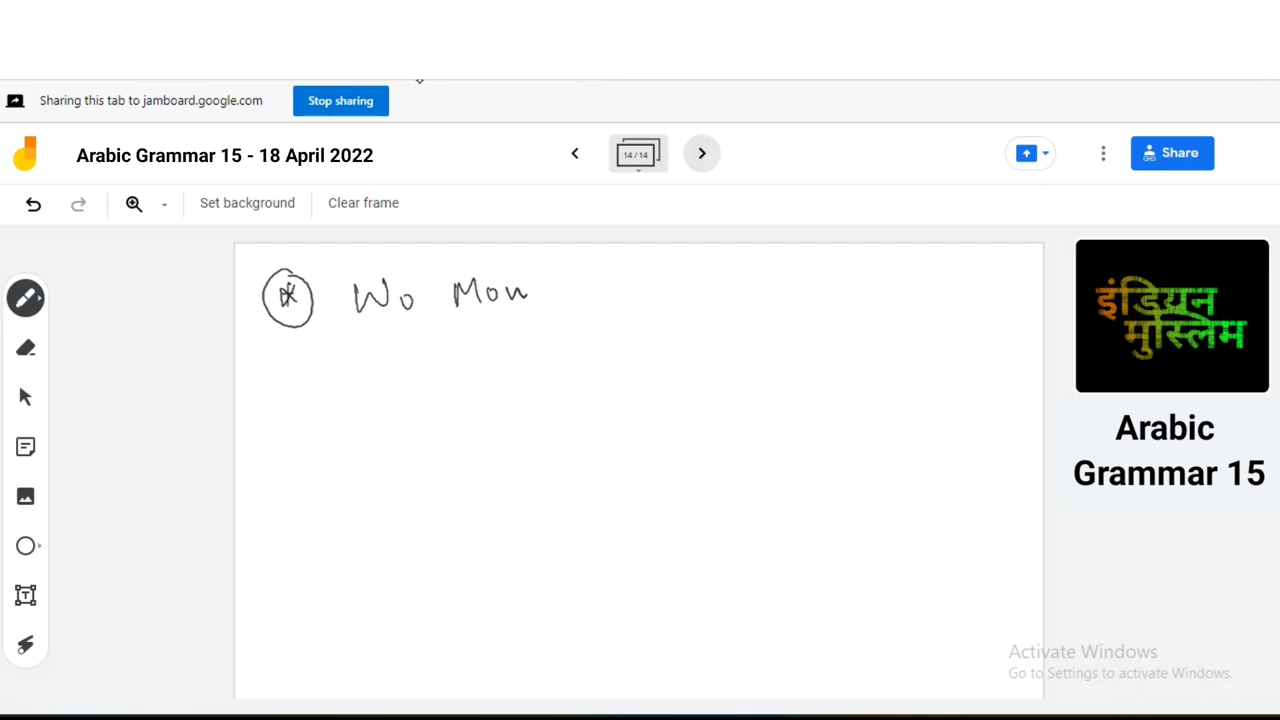 Sharing this tab to jamboard.google.com Stop sharing
Arabic Grammar 15 - 18 April 2022
14 / 14
Share
Set background
Clear frame
* Wo Mon
इंडियन
मुस्लिम
Arabic
Grammar 15
Activate Windows
Go to Settings to activate Windows.